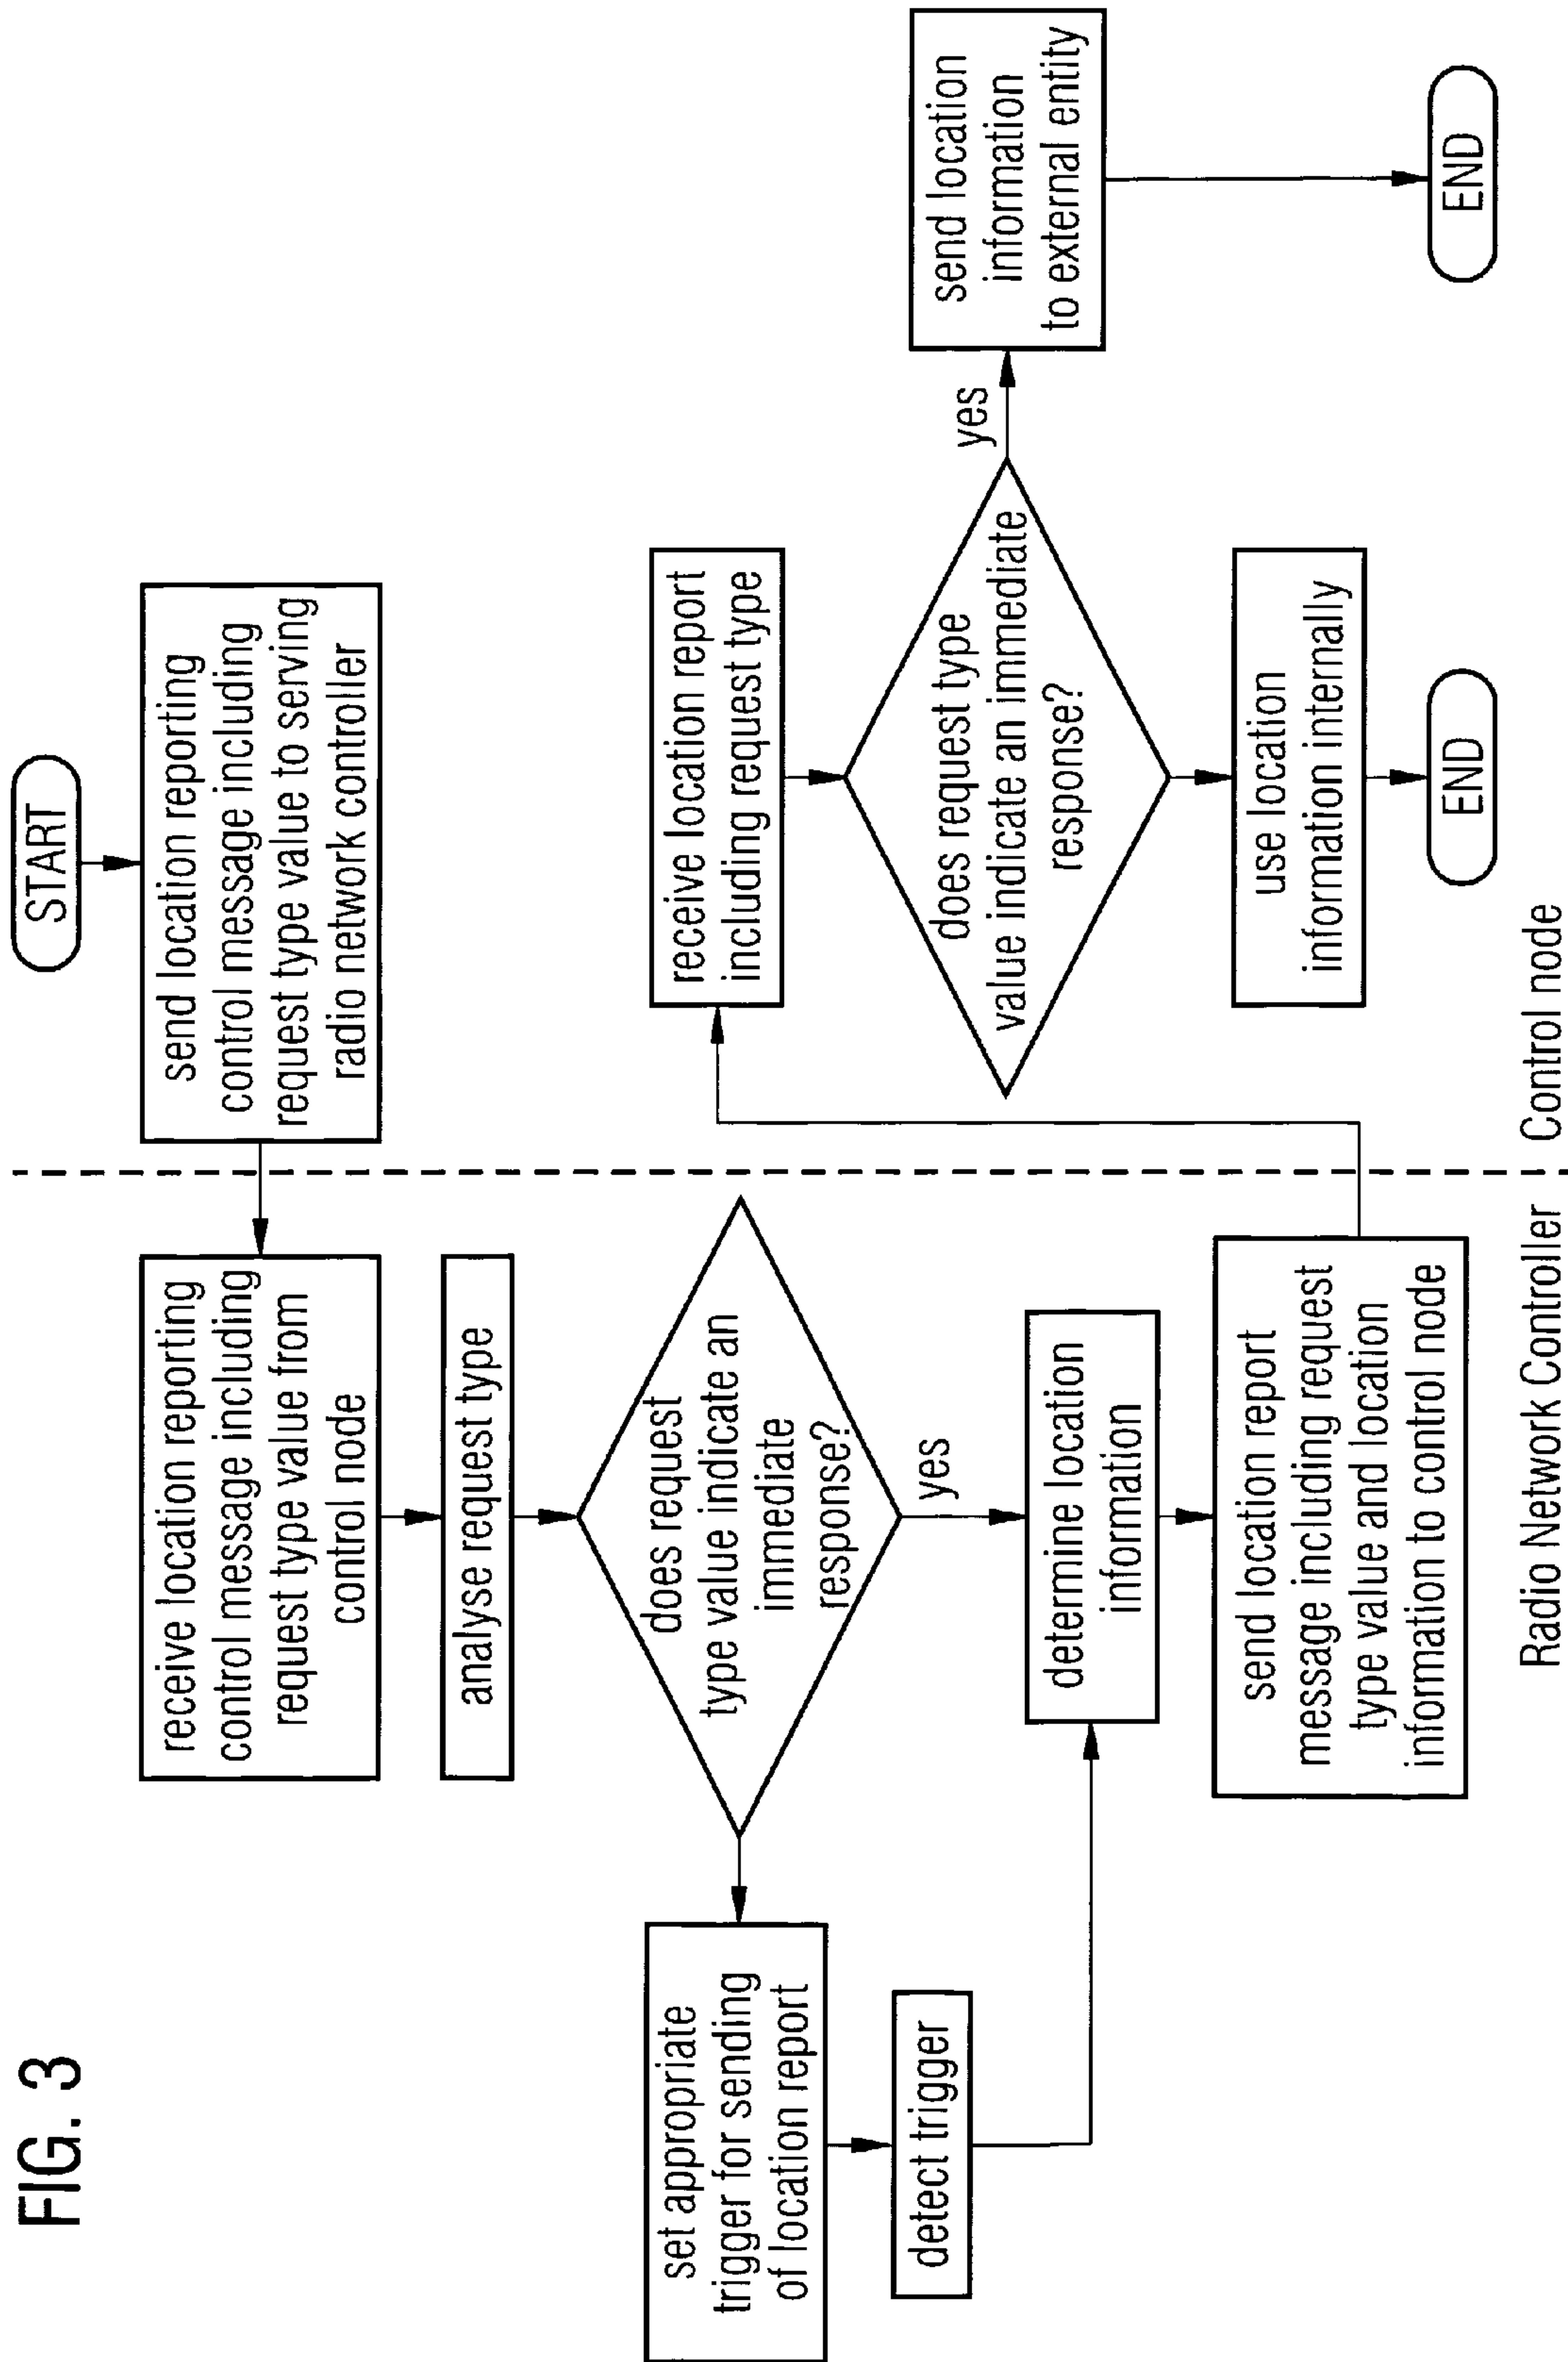 FIG. 3
START
send location reporting
control message including
request type value to serving
radio network controller
receive location reporting
control message including
request type value from
control node
analyse request type
does request
type value indicate an
immediate
response?
yes
set appropriate
trigger for sending
of location report
detect trigger
determine location
information
send location report
message including request
type value and location
information to control node
receive location report
including request type
does request type
value indicate an immediate
response?
yes
send location
information
to external entity
END
use location
information internally
END
Radio Network Controller
Control node